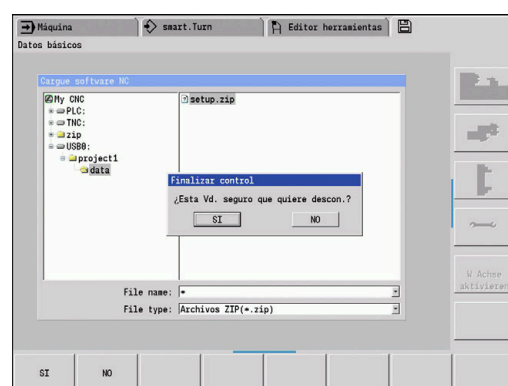 Máquina
smart.Turn
Editor herramientas
Datos básicos
Cargue software NC
My CNC
PLC:
TNC:
zip
USB0:
project1
data
setup.zip
Finalizar control
¿Esta Vd. seguro que quiere descon.?
SI
NO
File name: *
File type: Archivos ZIP(*.zip)
W Achse
aktivieren
SI
NO